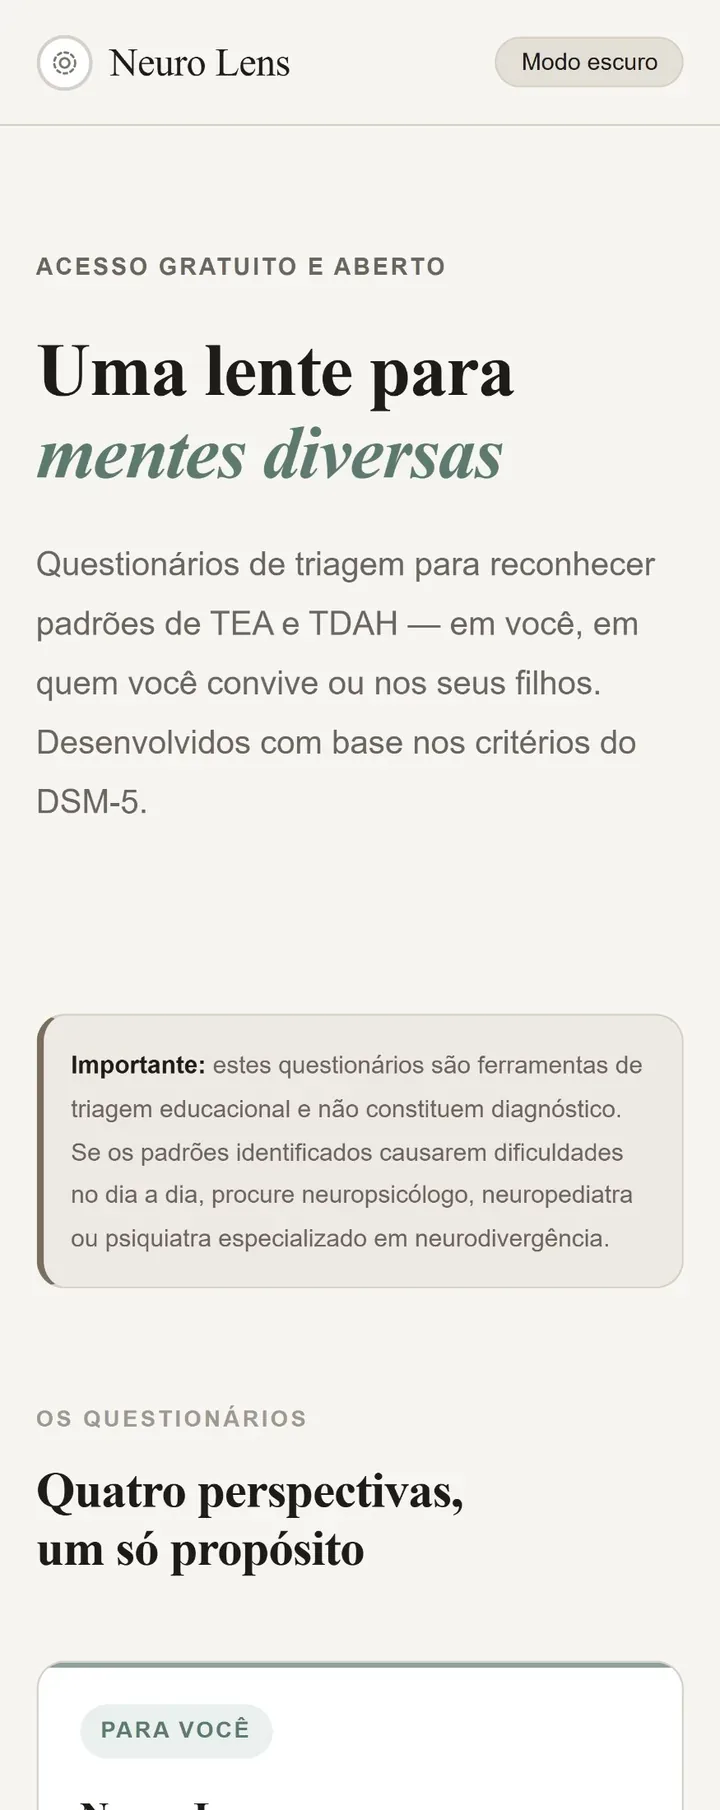 Neuro Lens
Modo escuro
ACESSO GRATUITO E ABERTO
Uma lente para
mentes diversas
Questionários de triagem para reconhecer
padrões de TEA e TDAH — em você, em
quem você convive ou nos seus filhos.
Desenvolvidos com base nos critérios do
DSM-5.
Importante: estes questionários são ferramentas de
triagem educacional e não constituem diagnóstico.
Se os padrões identificados causarem dificuldades
no dia a dia, procure neuropsicólogo, neuropediatra
ou psiquiatra especializado em neurodivergência.
OS QUESTIONÁRIOS
Quatro perspectivas,
um só propósito
PARA VOCÊ